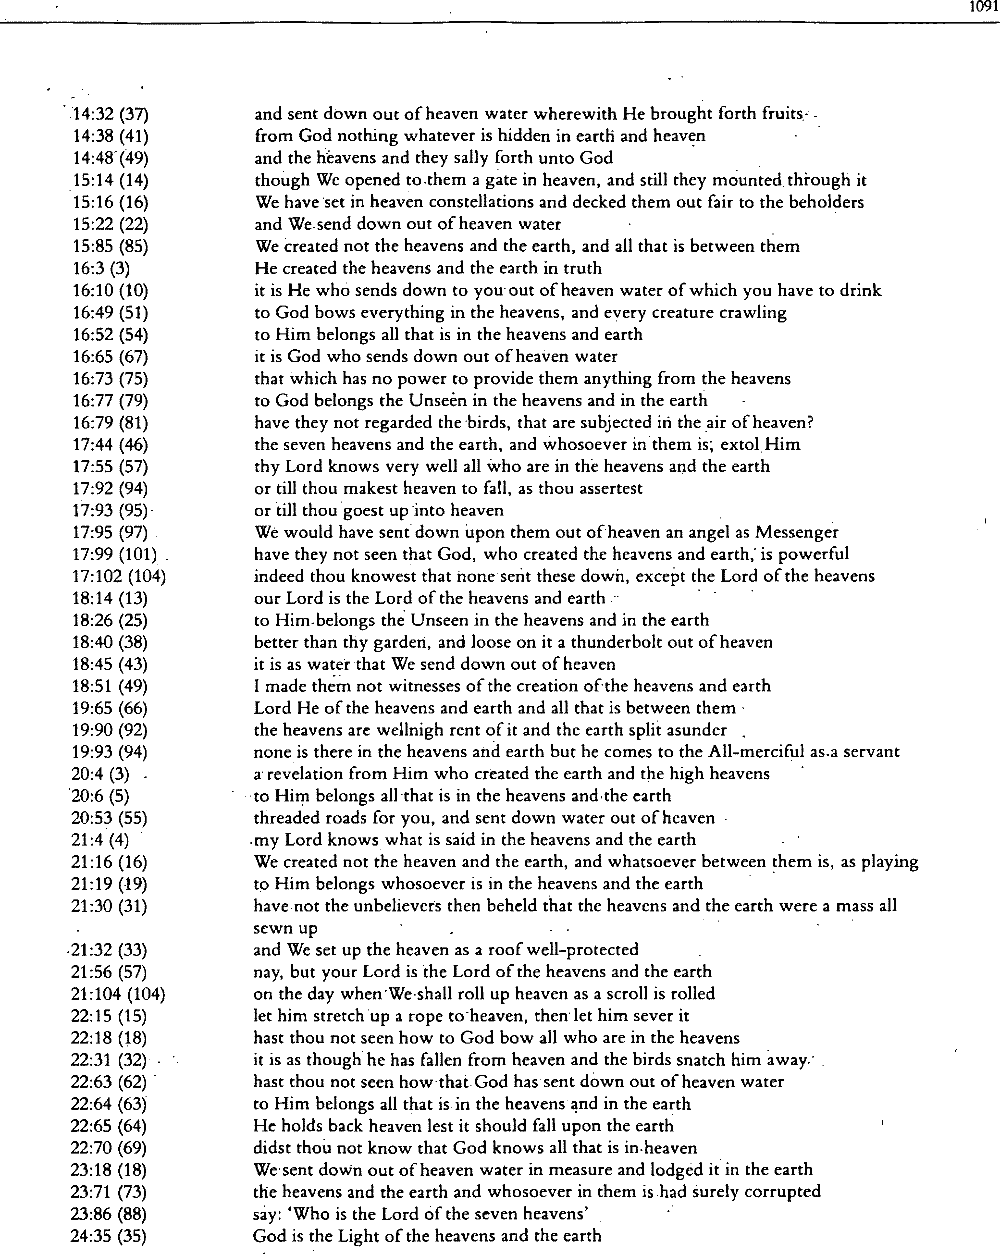 1091
14:32 (37) and sent down out of heaven water wherewith He brought forth fruits
14:38 (41) from God nothing whatever is hidden in earth and heaven
14:48 (49) and the heavens and they sally forth unto God
15:14 (14) though We opened to them a gate in heaven, and still they mounted through it
15:16 (16) We have set in heaven constellations and decked them out fair to the beholders
15:22 (22) and We send down out of heaven water
15:85 (85) We created not the heavens and the earth, and all that is between them
16:3 (3) He created the heavens and the earth in truth
16:10 (10) it is He who sends down to you out of heaven water of which you have to drink
16:49 (51) to God bows everything in the heavens, and every creature crawling
16:52 (54) to Him belongs all that is in the heavens and earth
16:65 (67) it is God who sends down out of heaven water
16:73 (75) that which has no power to provide them anything from the heavens
16:77 (79) to God belongs the Unseen in the heavens and in the earth
16:79 (81) have they not regarded the birds, that are subjected in the air of heaven?
17:44 (46) the seven heavens and the earth, and whosoever in them is, extol Him
17:55 (57) thy Lord knows very well all who are in the heavens and the earth
17:92 (94) or till thou makest heaven to fall, as thou assertest
17:93 (95) or till thou goest up into heaven
17:95 (97) We would have sent down upon them out of heaven an angel as Messenger
17:99 (101) have they not seen that God, who created the heavens and earth, is powerful
17:102 (104) indeed thou knowest that none sent these down, except the Lord of the heavens
18:14 (13) our Lord is the Lord of the heavens and earth
18:26 (25) to Him belongs the Unseen in the heavens and in the earth
18:40 (38) better than thy garden, and loose on it a thunderbolt out of heaven
18:45 (43) it is as water that We send down out of heaven
18:51 (49) I made them not witnesses of the creation of the heavens and earth
19:65 (66) Lord He of the heavens and earth and all that is between them
19:90 (92) the heavens are wellnigh rent of it and the earth split asunder
19:93 (94) none is there in the heavens and earth but he comes to the All-merciful as a servant
20:4 (3) a revelation from Him who created the earth and the high heavens
20:6 (5) to Him belongs all that is in the heavens and the earth
20:53 (55) threaded roads for you, and sent down water out of heaven
21:4 (4) my Lord knows what is said in the heavens and the earth
21:16 (16) We created not the heaven and the earth, and whatsoever between them is, as playing
21:19 (19) to Him belongs whosoever is in the heavens and the earth
21:30 (31) have not the unbelievers then beheld that the heavens and the earth were a mass all
sewn up
21:32 (33) and We set up the heaven as a roof well-protected
21:56 (57) nay, but your Lord is the Lord of the heavens and the earth
21:104 (104) on the day when We shall roll up heaven as a scroll is rolled
22:15 (15) let him stretch up a rope to heaven, then let him sever it
22:18 (18) hast thou not seen how to God bow all who are in the heavens
22:31 (32) it is as though he has fallen from heaven and the birds snatch him away
22:63 (62) hast thou not seen how that God has sent down out of heaven water
22:64 (63) to Him belongs all that is in the heavens and in the earth
22:65 (64) He holds back heaven lest it should fall upon the earth
22:70 (69) didst thou not know that God knows all that is in heaven
23:18 (18) We sent down out of heaven water in measure and lodged it in the earth
23:71 (73) the heavens and the earth and whosoever in them is had surely corrupted
23:86 (88) say: 'Who is the Lord of the seven heavens'
24:35 (35) God is the Light of the heavens and the earth